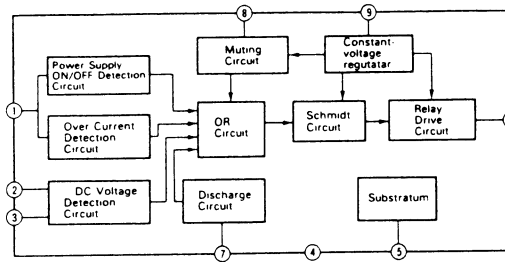 8
9
Power Supply
ON/OFF Detection
Circuit
Muting
Circuit
Constant-
voltage
regutatar
1
Over Current
Detection
Circuit
OR
Circuit
Schmidt
Circuit
Relay
Drive
Circuit
2
3
DC Voltage
Detection
Circuit
Discharge
Circuit
Substratum
7
4
5